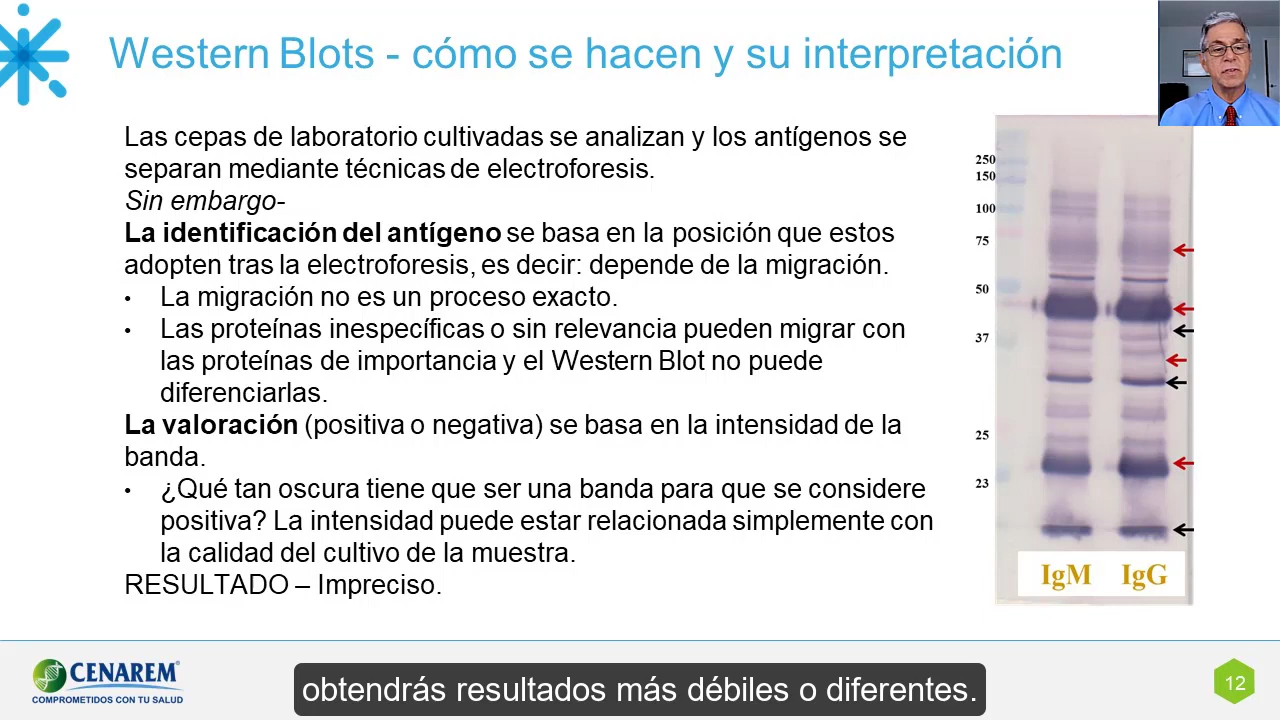 Western Blots - cómo se hacen y su interpretación
Las cepas de laboratorio cultivadas se analizan y los antígenos se
separan mediante técnicas de electroforesis.
Sin embargo-
La identificación del antígeno se basa en la posición que estos
adopten tras la electroforesis, es decir: depende de la migración.
• La migración no es un proceso exacto.
• Las proteínas inespecíficas o sin relevancia pueden migrar con
las proteínas de importancia y el Western Blot no puede
diferenciarlas.
La valoración (positiva o negativa) se basa en la intensidad de la
banda.
• ¿Qué tan oscura tiene que ser una banda para que se considere
positiva? La intensidad puede estar relacionada simplemente con
la calidad del cultivo de la muestra.
RESULTADO – Impreciso.
250
150
100
75
50
37
25
23
IgM IgG
CENAREM®
COMPROMETIDOS CON TU SALUD
obtendrás resultados más débiles o diferentes.
12